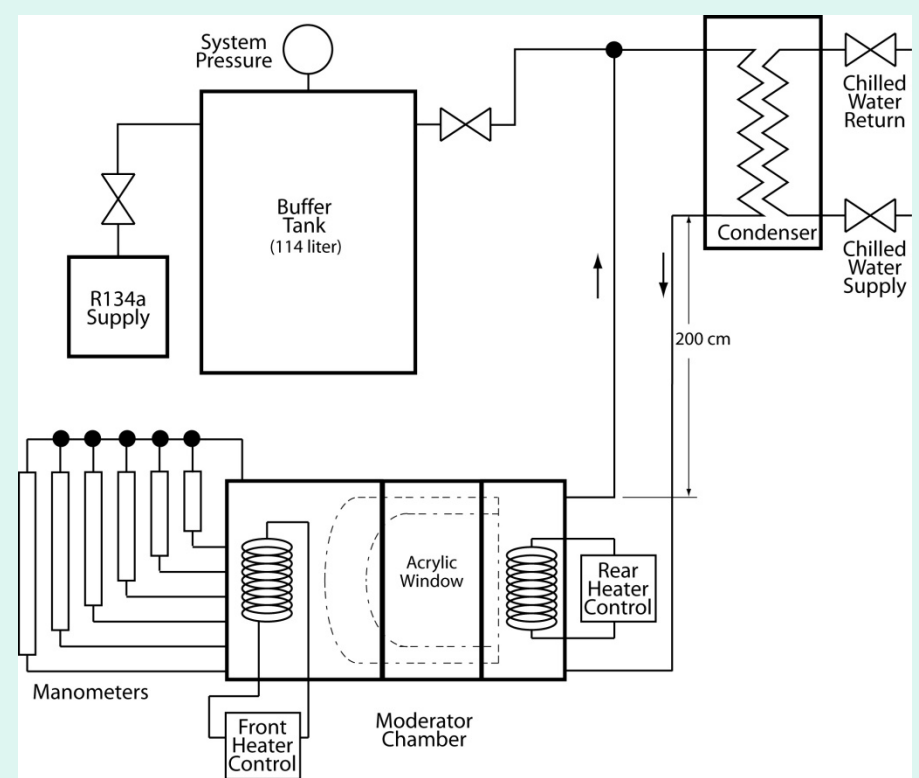 System
Pressure
Chilled
Water
Return
Buffer
Tank
(114 liter)
Condenser
Chilled
Water
Supply
R134a
Supply
200 cm
Acrylic
Window
Rear
Heater
Control
Manometers
Front
Heater
Control
Moderator
Chamber